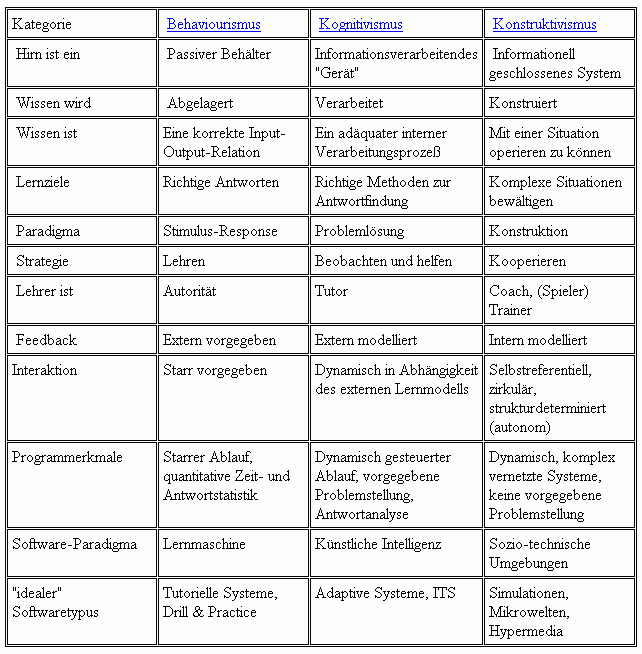 Kategorie Behaviourismus Kognitivismus Konstruktivismus
Hirn ist ein Passiver Behälter Informationsverarbeitendes Informationell
"Gerät" geschlossenes System
Wissen wird Abgelagert Verarbeitet Konstruiert
Wissen ist Eine korrekte Input- Ein adäquater interner Mit einer Situation
Output-Relation Verarbeitungsprozeß operieren zu können
Lernziele Richtige Antworten Richtige Methoden zur Komplexe Situationen
Antwortfindung bewältigen
Paradigma Stimulus-Response Problemlösung Konstruktion
Strategie Lehren Beobachten und helfen Kooperieren
Lehrer ist Autorität Tutor Coach, (Spieler)
Trainer
Feedback Extern vorgegeben Extern modelliert Intern modelliert
Interaktion Starr vorgegeben Dynamisch in Abhängigkeit Selbstreferentiell,
des externen Lernmodells zirkulär,
strukturdeterminiert
(autonom)
Programmerkmale Starrer Ablauf, Dynamisch gesteuerter Dynamisch, komplex
quantitative Zeit- und Ablauf, vorgegebene vernetzte Systeme,
Antwortstatistik Problemstellung, keine vorgegebene
Antwortanalyse Problemstellung
Software-Paradigma Lernmaschine Künstliche Intelligenz Sozio-technische
Umgebungen
"idealer" Tutorielle Systeme, Adaptive Systeme, ITS Simulationen,
Softwaretypus Drill & Practice Mikrowelten,
Hypermedia